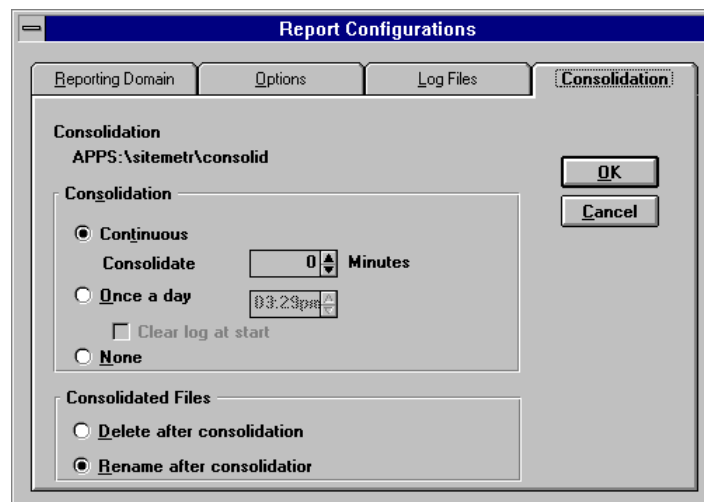 Report Configurations
Reporting Domain Options Log Files Consolidation
Consolidation
APPS:\sitemetr\consolid
OK
Cancel
Consolidation
Continuous
Consolidate 0 Minutes
Once a day 03:29pm
Clear log at start
None
Consolidated Files
Delete after consolidation
Rename after consolidatior